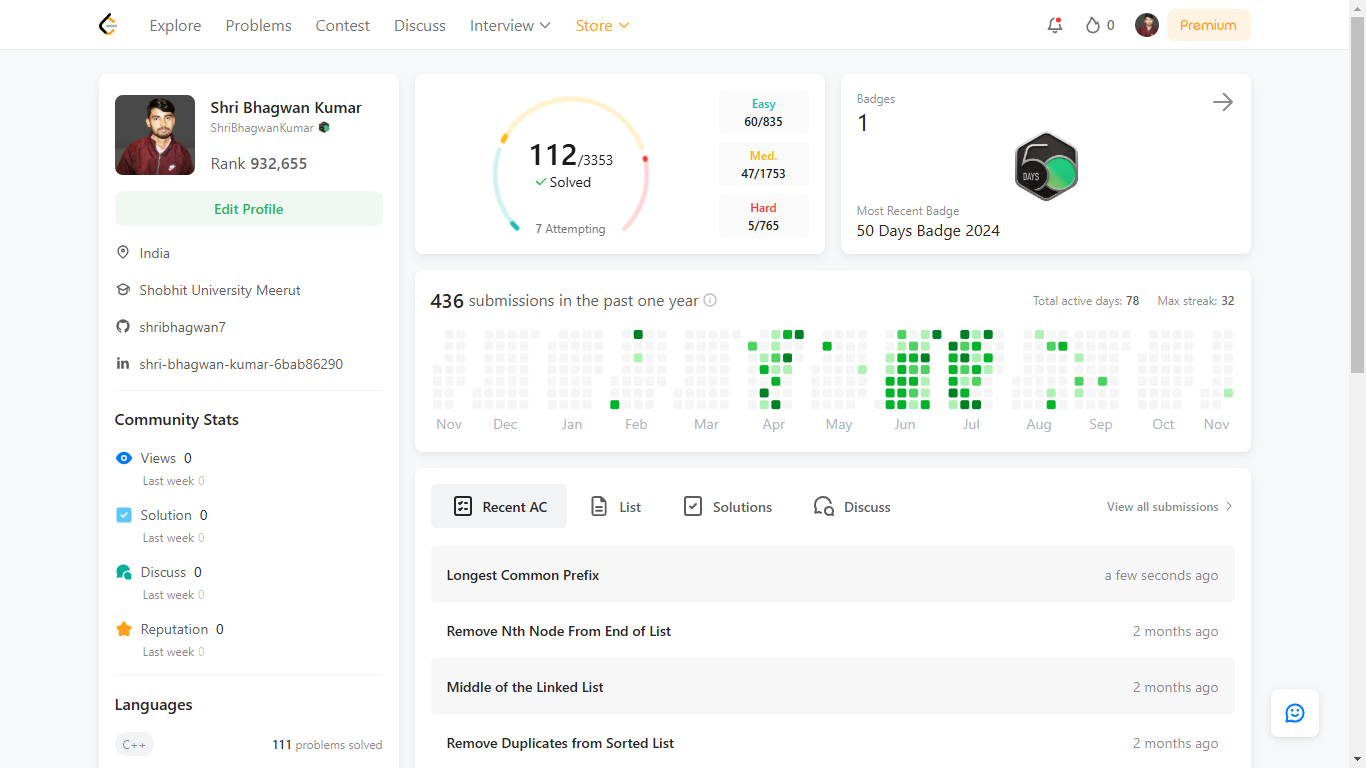 Explore Problems Contest Discuss Interview Store 0 Premium
Shri Bhagwan Kumar
ShriBhagwanKumar
Rank 932,655
Edit Profile
India
Shobhit University Meerut
shribhagwan7
shri-bhagwan-kumar-6bab86290
Community Stats
Views 0
Last week 0
Solution 0
Last week 0
Discuss 0
Last week 0
Reputation 0
Last week 0
Languages
C++ 111 problems solved
112/3353
Solved
7 Attempting
Easy
60/835
Med.
47/1753
Hard
5/765
Badges
1
50
DAYS
Most Recent Badge
50 Days Badge 2024
436 submissions in the past one year Total active days: 78 Max streak: 32
Nov Dec Jan Feb Mar Apr May Jun Jul Aug Sep Oct Nov
Recent AC List Solutions Discuss View all submissions
Longest Common Prefix a few seconds ago
Remove Nth Node From End of List 2 months ago
Middle of the Linked List 2 months ago
Remove Duplicates from Sorted List 2 months ago